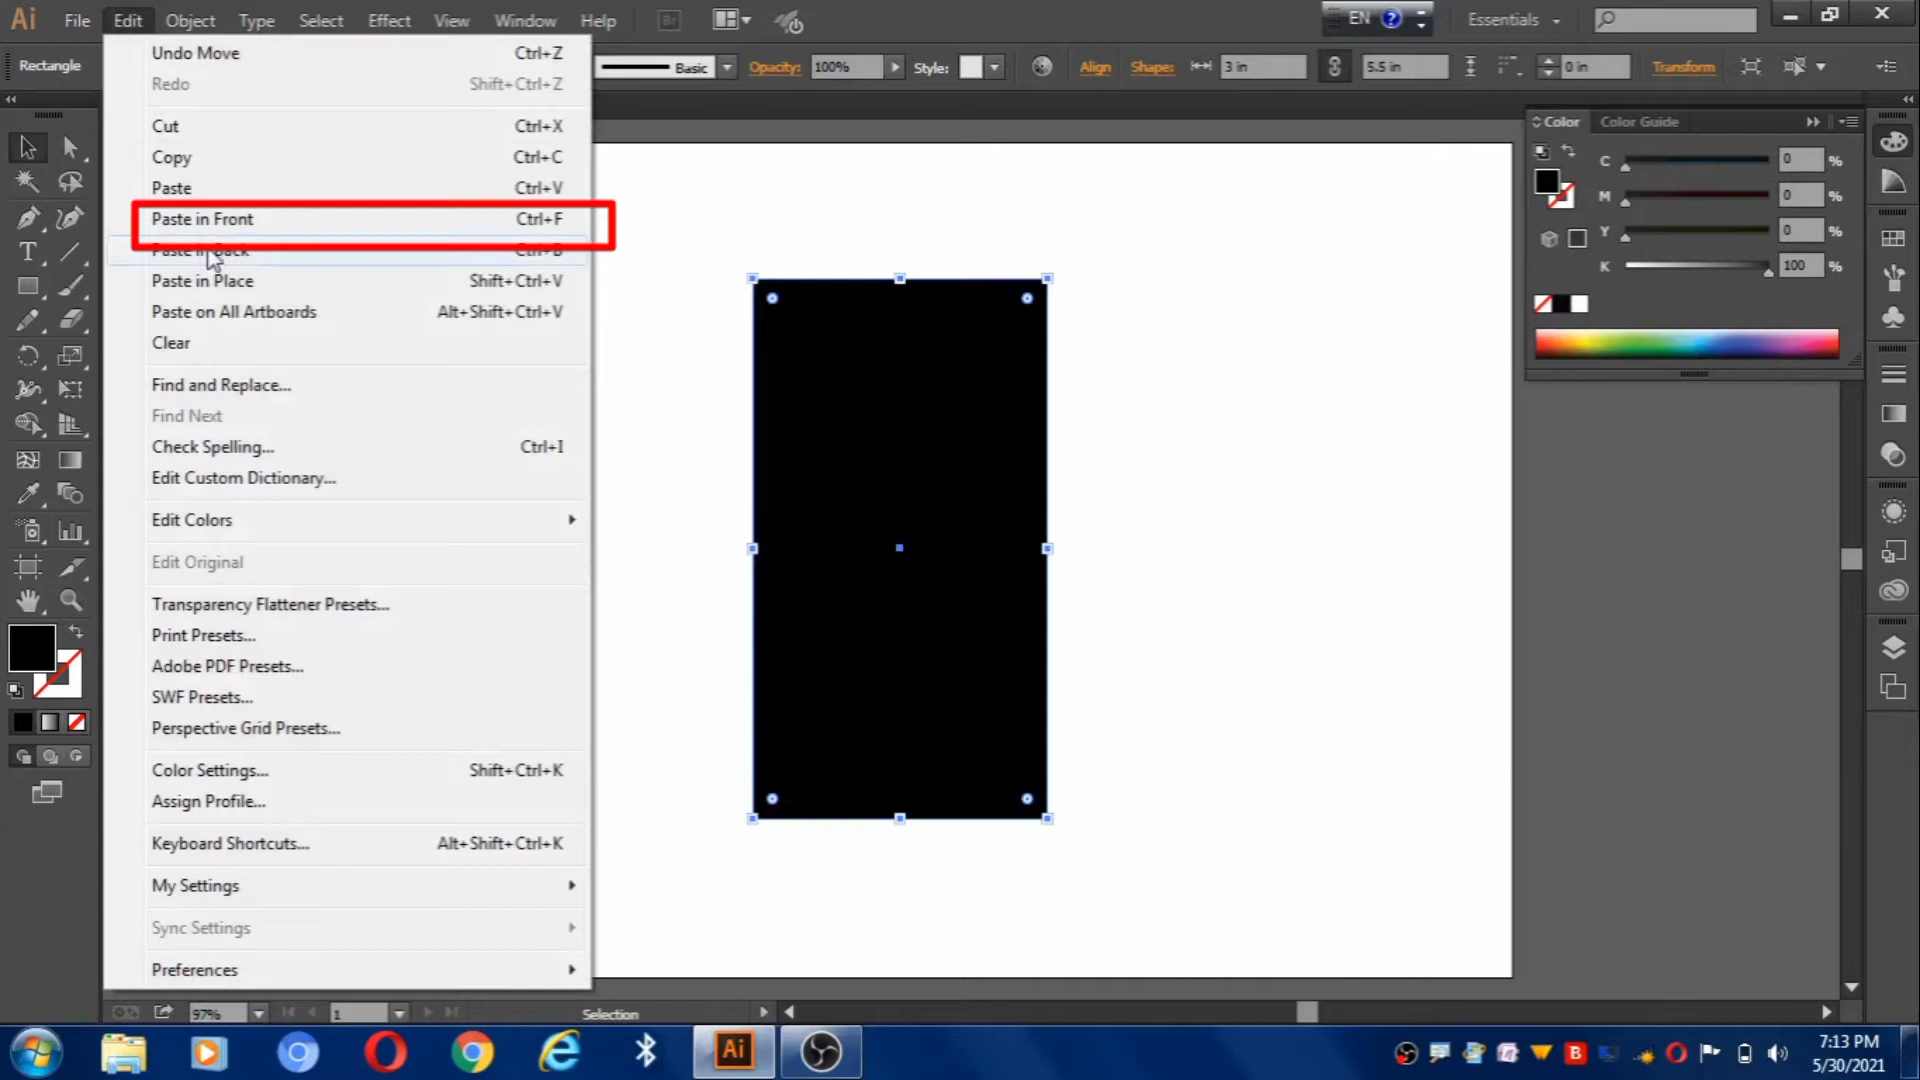 Ai File Edit Object Type Select Effect View Window Help Br EN ? Essentials
Rectangle Basic Opacity: 100% Style: Align Shape: 3 in 5.5 in 0 in Transform
Undo Move Ctrl+Z
Redo Shift+Ctrl+Z
Cut Ctrl+X
Copy Ctrl+C
Paste Ctrl+V
Paste in Front Ctrl+F
Paste in Back Ctrl+B
Paste in Place Shift+Ctrl+V
Paste on All Artboards Alt+Shift+Ctrl+V
Clear
Find and Replace...
Find Next
Check Spelling... Ctrl+I
Edit Custom Dictionary...
Edit Colors
Edit Original
Transparency Flattener Presets...
Print Presets...
Adobe PDF Presets...
SWF Presets...
Perspective Grid Presets...
Color Settings... Shift+Ctrl+K
Assign Profile...
Keyboard Shortcuts... Alt+Shift+Ctrl+K
My Settings
Sync Settings
Preferences
Color Color Guide
C 0 %
M 0 %
Y 0 %
K 100 %
97% 1 Selection
Ai B 7:13 PM
5/30/2021